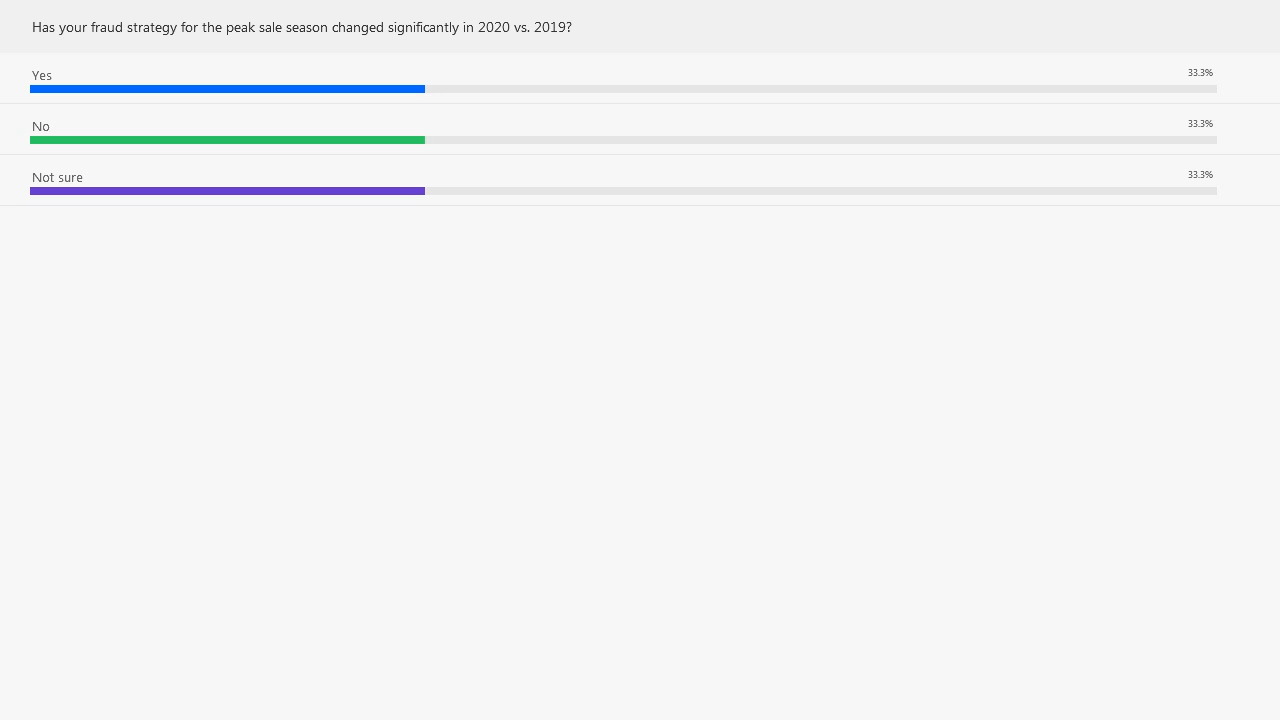 Has your fraud strategy for the peak sale season changed significantly in 2020 vs. 2019?
Yes
33.3%
No
33.3%
Not sure
33.3%